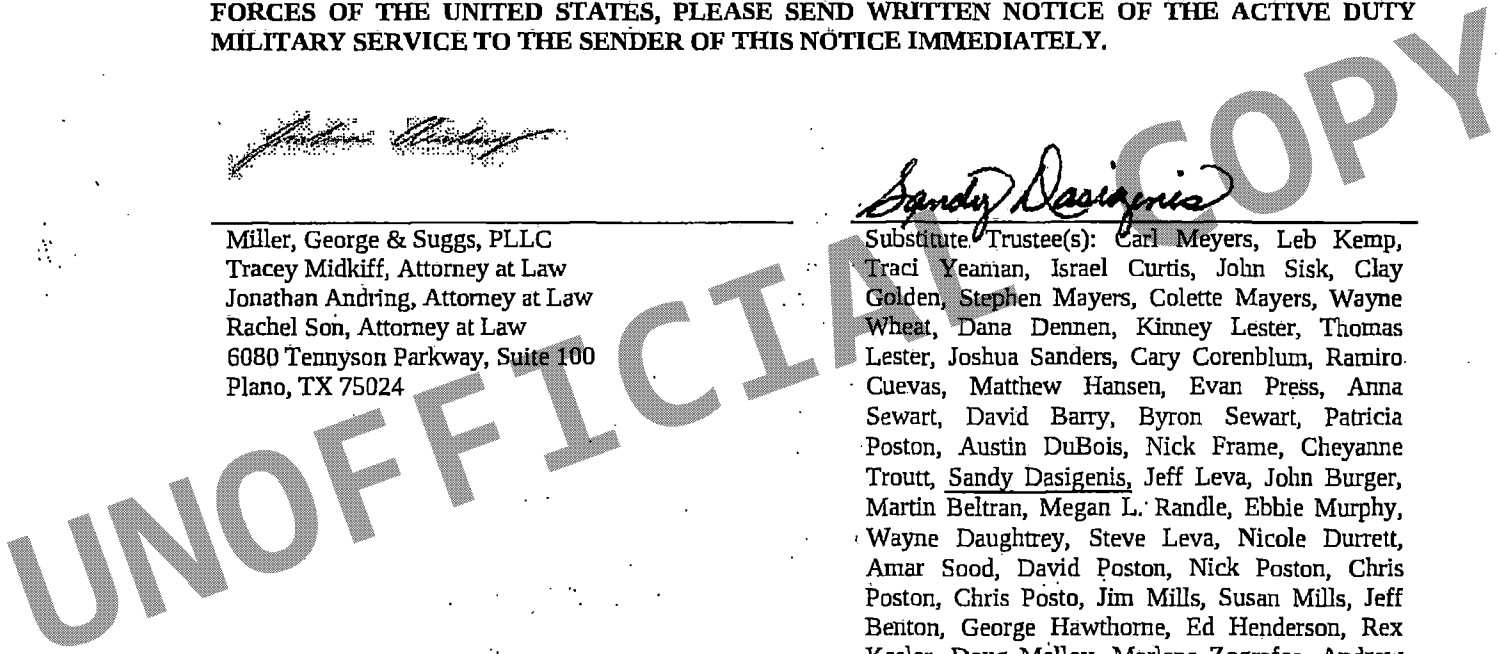 FORCES OF THE UNITED STATES, PLEASE SEND WRITTEN NOTICE OF THE ACTIVE DUTY
MILITARY SERVICE TO THE SENDER OF THIS NOTICE IMMEDIATELY.
Sandy Dasigenis
Miller, George & Suggs, PLLC
Tracey Midkiff, Attorney at Law
Jonathan Andring, Attorney at Law
Rachel Son, Attorney at Law
6080 Tennyson Parkway, Suite 100
Plano, TX 75024
Substitute Trustee(s): Carl Meyers, Leb Kemp,
Traci Yeaman, Israel Curtis, John Sisk, Clay
Golden, Stephen Mayers, Colette Mayers, Wayne
Wheat, Dana Dennen, Kinney Lester, Thomas
Lester, Joshua Sanders, Cary Corenblum, Ramiro
Cuevas, Matthew Hansen, Evan Press, Anna
Sewart, David Barry, Byron Sewart, Patricia
Poston, Austin DuBois, Nick Frame, Cheyanne
Troutt, Sandy Dasigenis, Jeff Leva, John Burger,
Martin Beltran, Megan L. Randle, Ebbie Murphy,
Wayne Daughtrey, Steve Leva, Nicole Durrett,
Amar Sood, David Poston, Nick Poston, Chris
Poston, Chris Posto, Jim Mills, Susan Mills, Jeff
Benton, George Hawthorne, Ed Henderson, Rex
UNOFFICIAL COPY